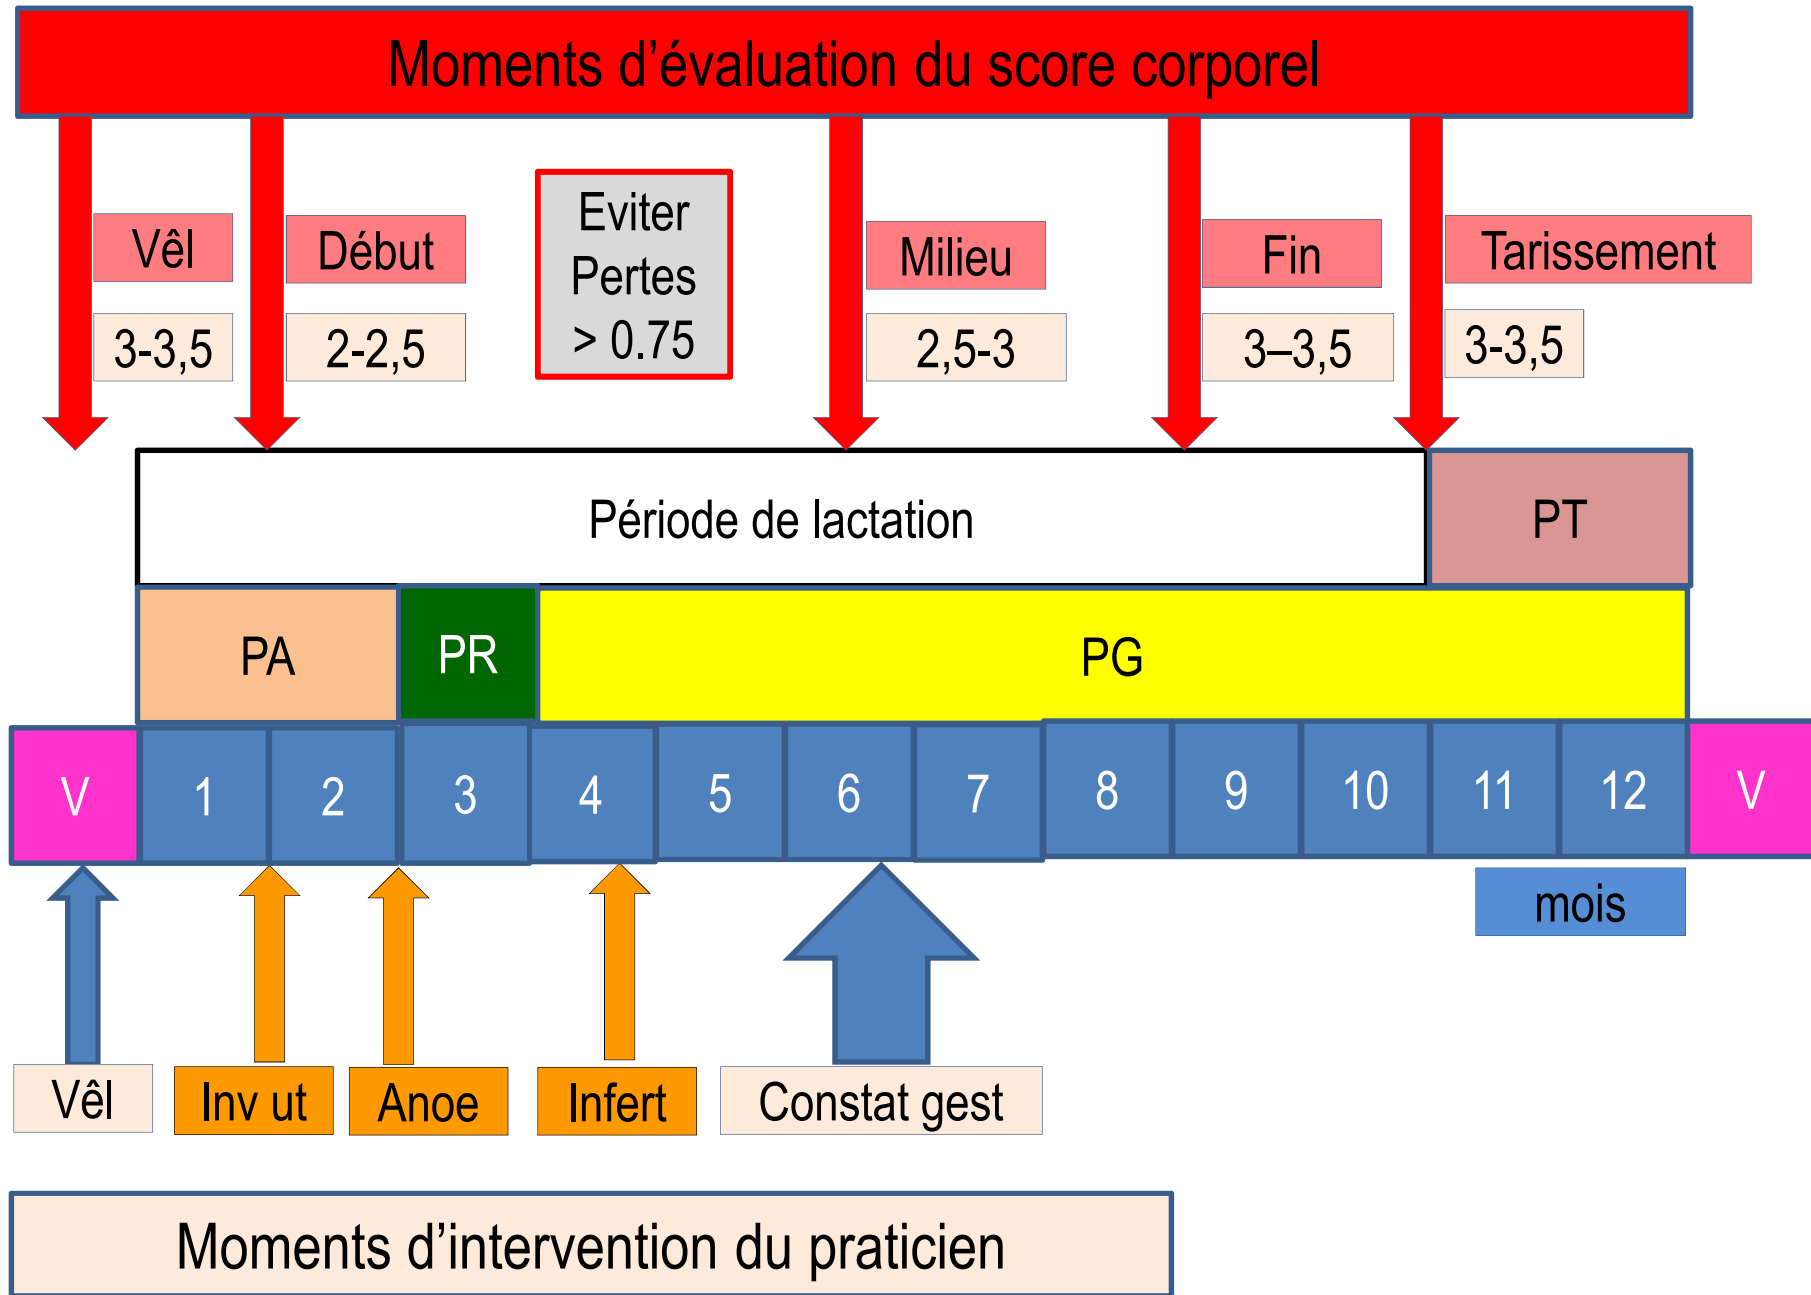 Moments d’évaluation du score corporel
Vêl
Début
Eviter
Pertes
> 0.75
Milieu
Fin
Tarissement
3-3,5
2-2,5
2,5-3
3–3,5
3-3,5
Période de lactation
PT
PA
PR
PG
V
1
2
3
4
5
6
7
8
9
10
11
12
V
mois
Vêl
Inv ut
Anoe
Infert
Constat gest
Moments d’intervention du praticien